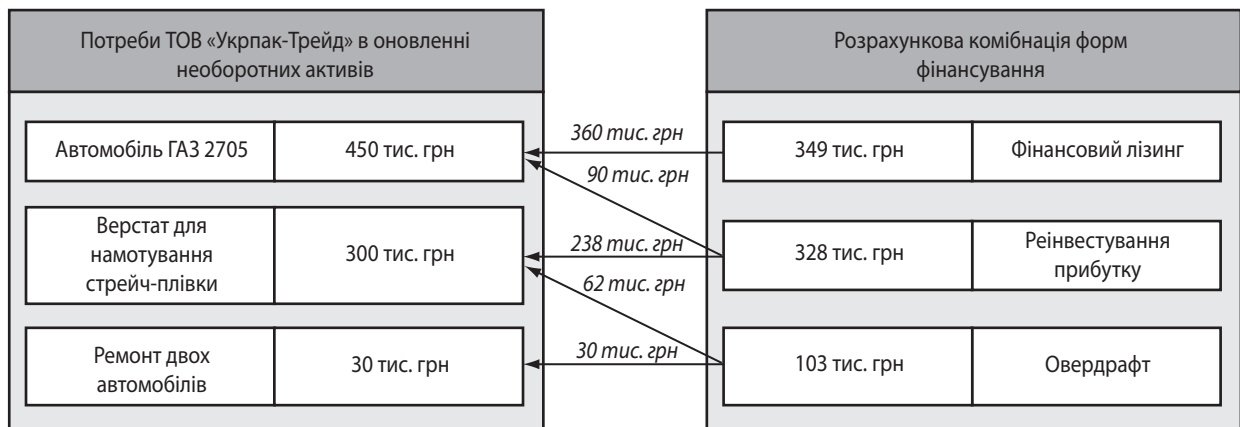 Потреби ТОВ «Укрпак-Трейд» в оновленні
необоротних активів
Розрахункова комібнація форм
фінансування
Автомобіль ГАЗ 2705
450 тис. грн
360 тис. грн
90 тис. грн
349 тис. грн
Фінансовий лізинг
Верстат для
намотування
стрейч-плівки
300 тис. грн
238 тис. грн
62 тис. грн
328 тис. грн
Реінвестування
прибутку
Ремонт двох
автомобілів
30 тис. грн
30 тис. грн
103 тис. грн
Овердрафт